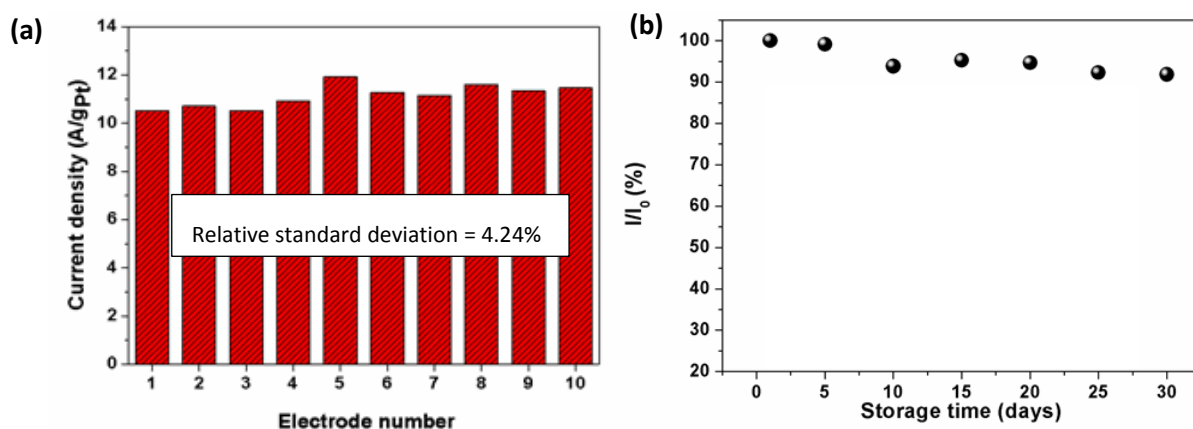 (a)
14
12
10
8
6
4
2
0
Current density (A/gPt)
Relative standard deviation = 4.24%
1 2 3 4 5 6 7 8 9 10
Electrode number
(b)
100
90
80
70
60
50
40
30
20
I/I0 (%)
0 5 10 15 20 25 30
Storage time (days)